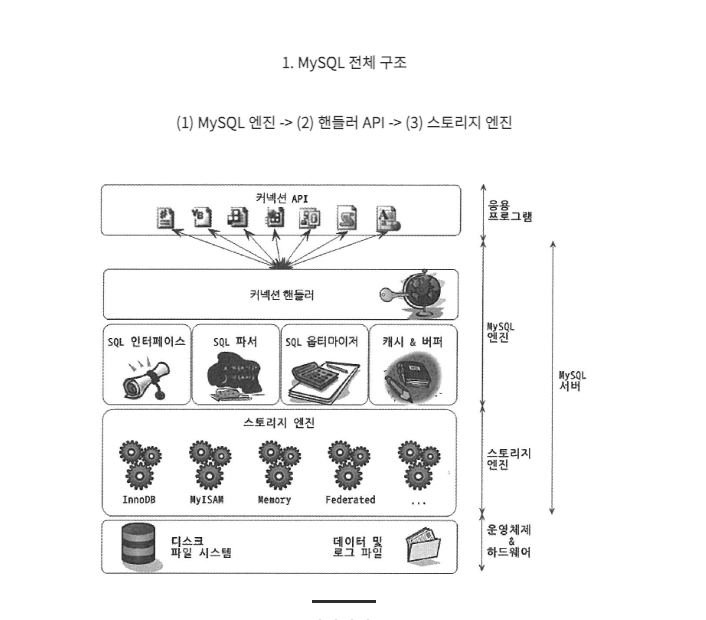 1. MySQL 전체 구조
(1) MySQL 엔진 -> (2) 핸들러 API -> (3) 스토리지 엔진
커넥션 API
응용
프로그램
커넥션 핸들러
SQL 인터페이스
SQL 파서
SQL 옵티마이저
캐시 & 버퍼
MySQL
엔진
MySQL
서버
스토리지 엔진
InnoDB
MyISAM
Memory
Federated
...
스토리지
엔진
디스크
파일 시스템
데이터 및
로그 파일
운영체제
&
하드웨어